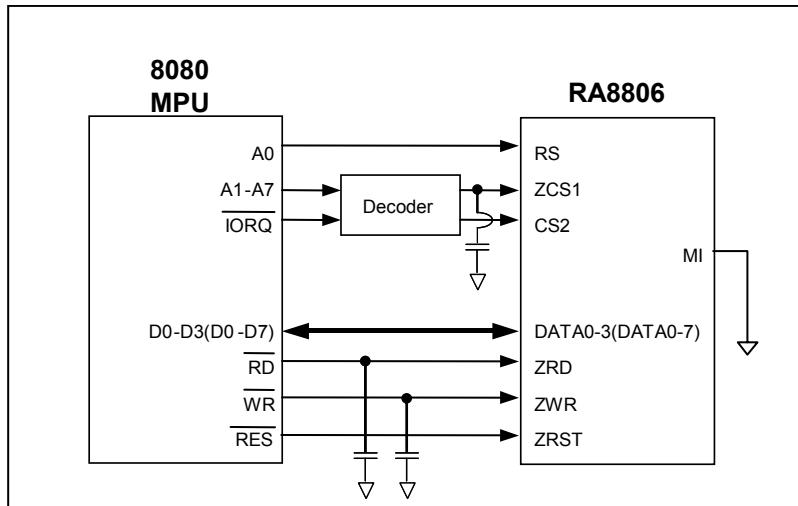 8080
MPU
RA8806
A0
RS
A1-A7
Decoder
ZCS1
IORQ
CS2
MI
D0-D3(D0 -D7)
DATA0-3(DATA0-7)
RD
ZRD
WR
ZWR
RES
ZRST